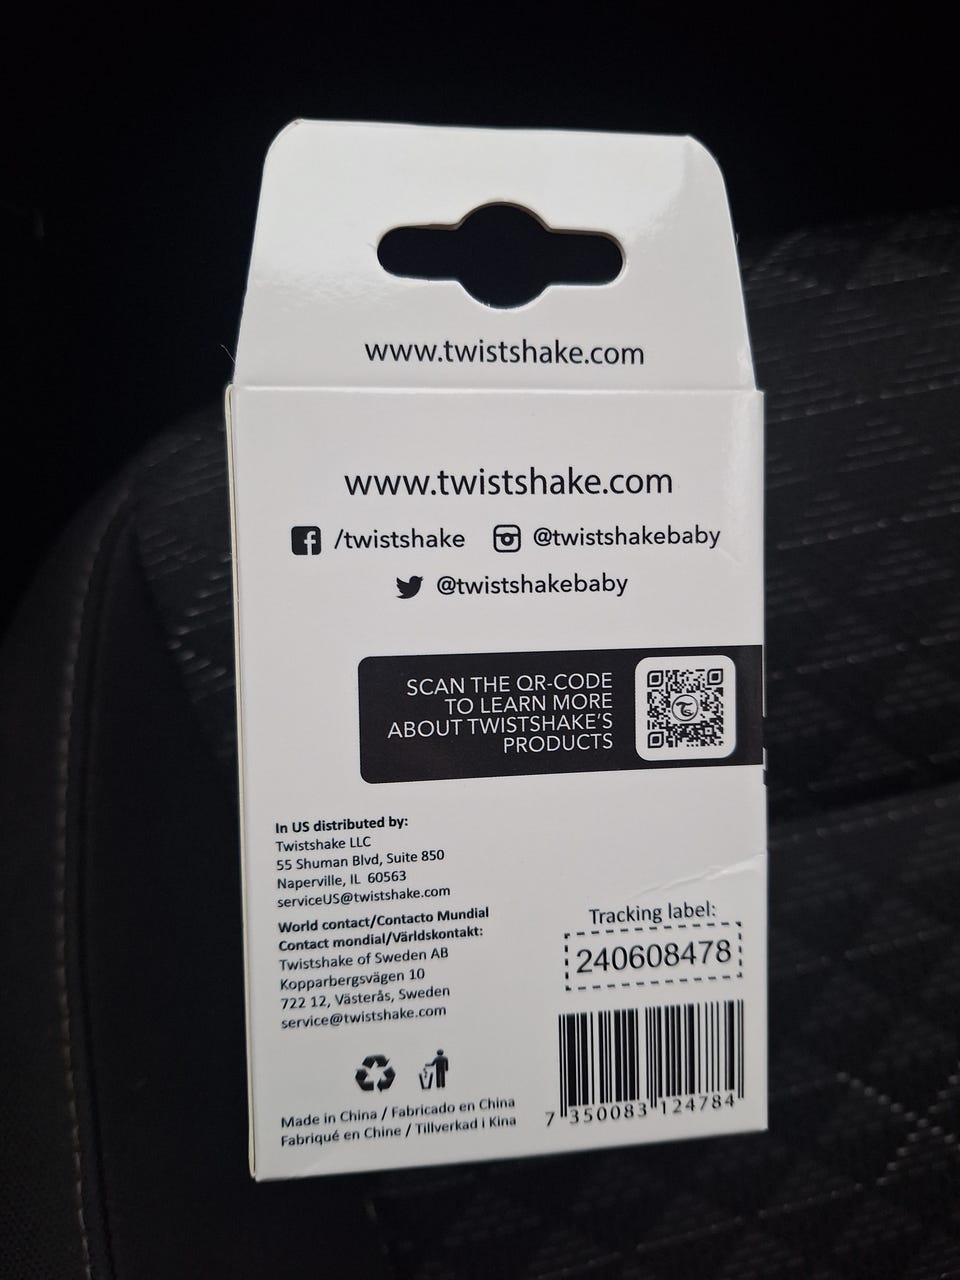 www.twistshake.com
www.twistshake.com
/twistshake @twistshakebaby
@twistshakebaby
SCAN THE QR-CODE
TO LEARN MORE
ABOUT TWISTSHAKE'S
PRODUCTS
In US distributed by:
Twistshake LLC
55 Shuman Blvd, Suite 850
Naperville, IL 60563
serviceUS@twistshake.com
World contact/Contacto Mundial
Contact mondial/Världskontakt:
Twistshake of Sweden AB
Kopparbergsvägen 10
722 12, Västerås, Sweden
service@twistshake.com
Tracking label:
240608478
Made in China / Fabricado en China
Fabriqué en Chine / Tillverkad i Kina
7 350083 124784